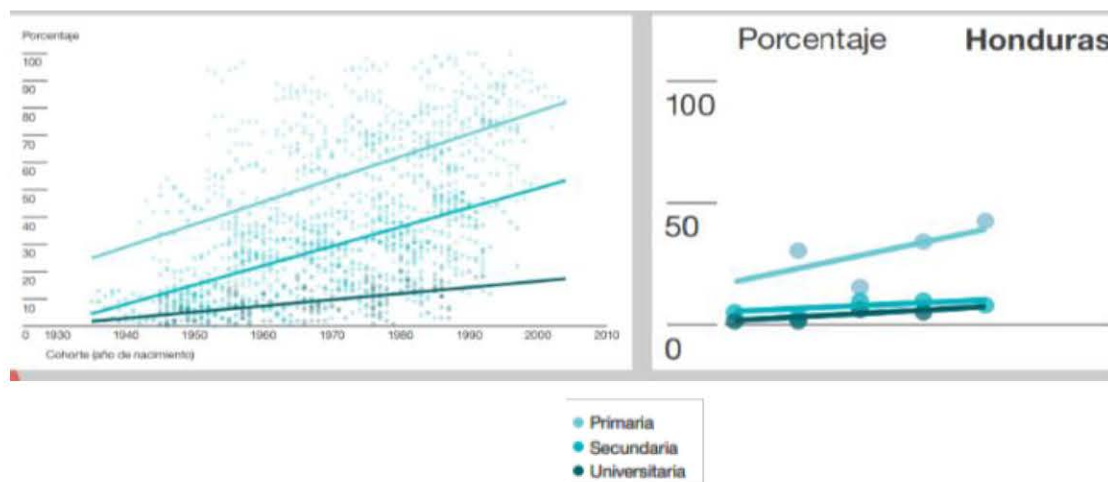 Porcentaje
100
90
80
70
60
50
40
30
20
10
0 1930 1940 1950 1960 1970 1980 1990 2000 2010
Cohorte (año de nacimiento)
Porcentaje Honduras
100
50
0
Primaria
Secundaria
Universitaria